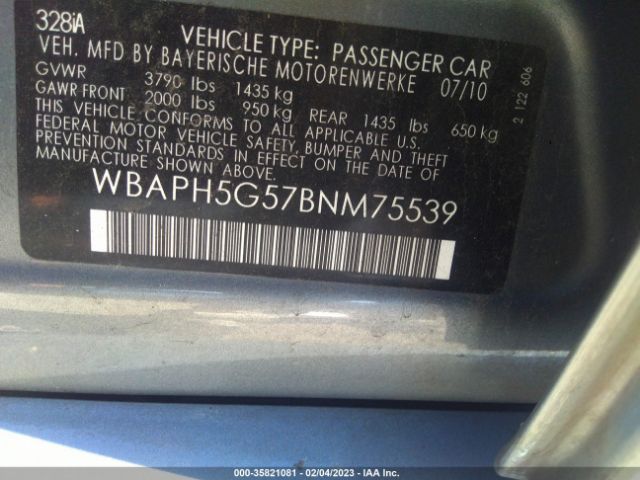 328iA VEHICLE TYPE: PASSENGER CAR
VEH. MFD BY BAYERISCHE MOTORENWERKE 07/10
GVWR 3790 lbs 1435 kg
GAWR FRONT 2000 lbs 950 kg REAR 1435 lbs 650 kg
THIS VEHICLE CONFORMS TO ALL APPLICABLE U.S.
FEDERAL MOTOR VEHICLE SAFETY, BUMPER AND THEFT
PREVENTION STANDARDS IN EFFECT ON THE DATE OF
MANUFACTURE SHOWN ABOVE.
WBAPH5G57BNM75539
2 122 606
000-35821081 - 02/04/2023 - IAA Inc.